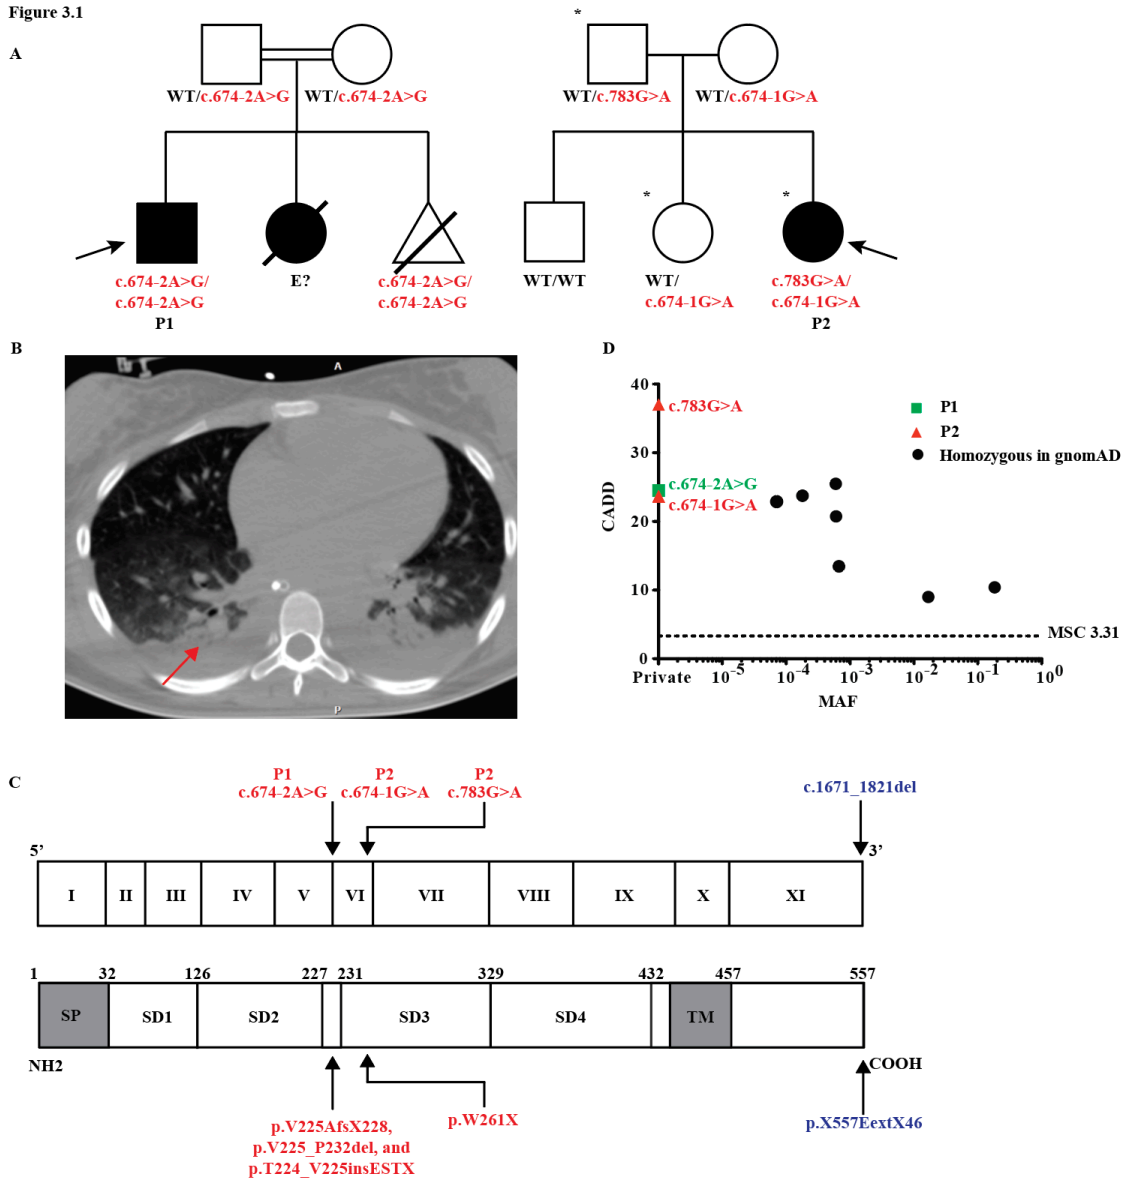 Figure 3.1
A
*
WT/c.674-2A>G
WT/c.674-2A>G
WT/c.783G>A
WT/c.674-1G>A
*
*
c.674-2A>G/
c.674-2A>G
P1
E?
c.674-2A>G/
c.674-2A>G
WT/WT
WT/
c.674-1G>A
c.783G>A/
c.674-1G>A
P2
B
A
P
D
40
30
20
10
0
CADD
c.783G>A
c.674-2A>G
c.674-1G>A
P1
P2
Homozygous in gnomAD
MSC 3.31
Private
10-5
10-4
10-3
10-2
10-1
100
MAF
C
P1
c.674-2A>G
P2
c.674-1G>A
P2
c.783G>A
c.1671_1821del
5’
3’
I
II
III
IV
V
VI
VII
VIII
IX
X
XI
1
32
126
227
231
329
432
457
557
SP
SD1
SD2
SD3
SD4
TM
NH2
COOH
p.V225AfsX228,
p.V225_P232del, and
p.T224_V225insESTX
p.W261X
p.X557EextX46